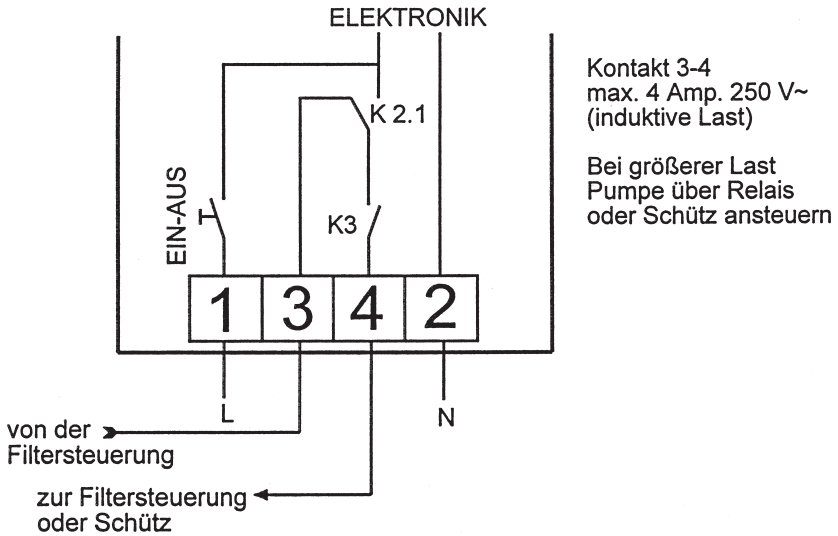 ELEKTRONIK
Kontakt 3-4
max. 4 Amp. 250 V~
(induktive Last)
Bei größerer Last
Pumpe über Relais
oder Schütz ansteuern
K 2.1
EIN-AUS
K3
1 3 4 2
L
N
von der
Filtersteuerung
zur Filtersteuerung
oder Schütz